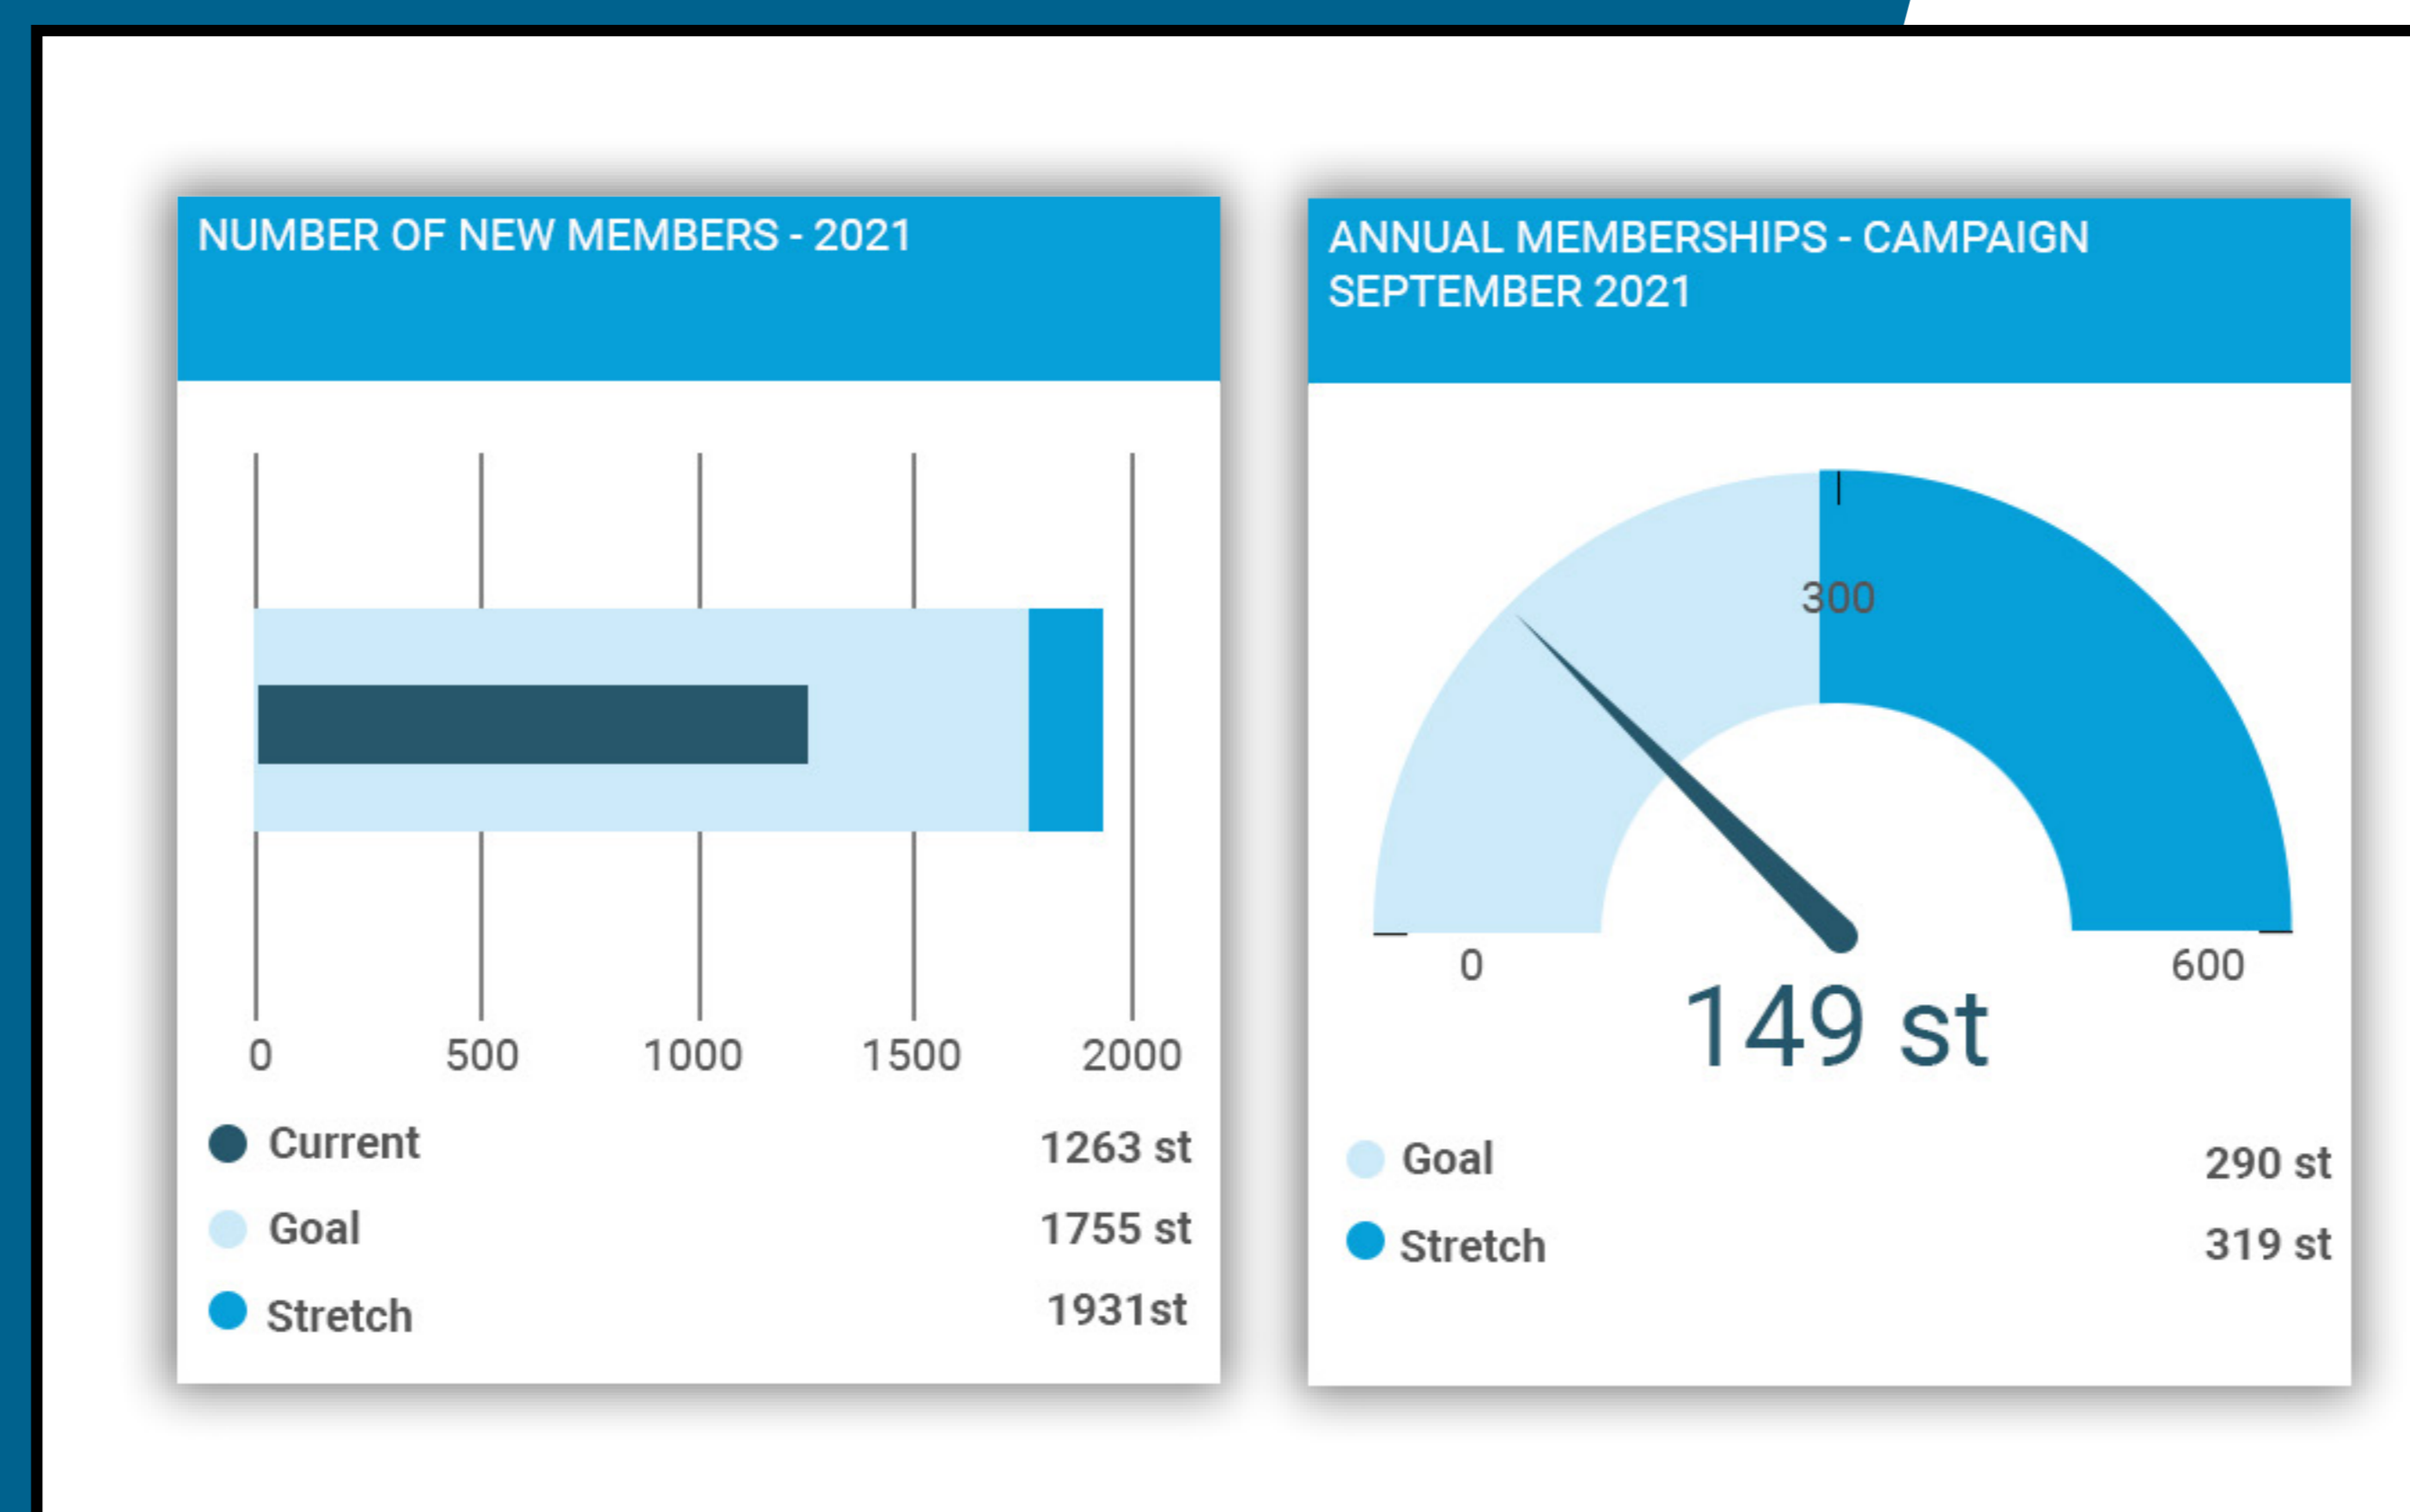 NUMBER OF NEW MEMBERS - 2021
0 500 1000 1500 2000
Current 1263 st
Goal 1755 st
Stretch 1931st
ANNUAL MEMBERSHIPS - CAMPAIGN
SEPTEMBER 2021
300
0 600
149 st
Goal 290 st
Stretch 319 st